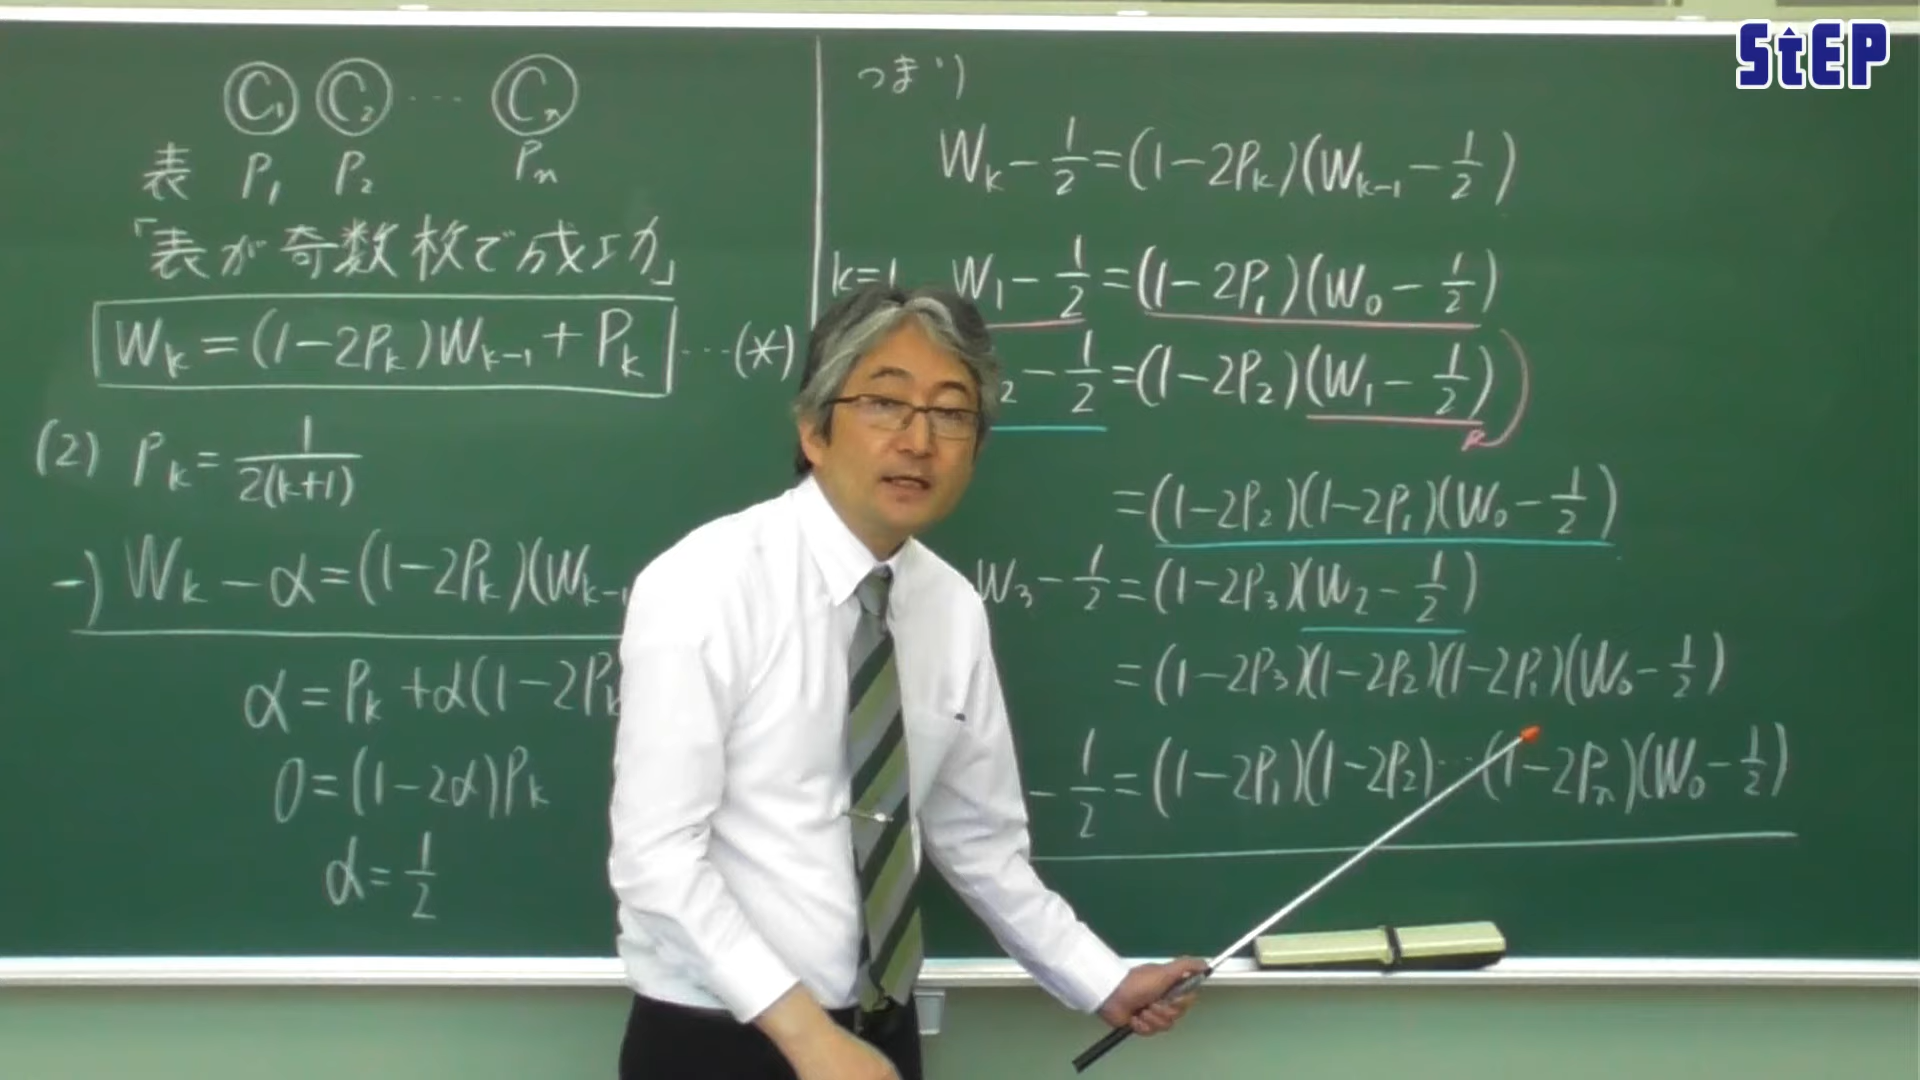 StEP
C₁ C₂ … Cₙ
表 P₁ P₂ Pₙ
「表が奇数枚で成功」
Wₖ=(1−2Pₖ)Wₖ₋₁+Pₖ …(*)
(2) Pₖ=1/2(k+1)
−) Wₖ−α=(1−2Pₖ)(Wₖ₋₁
α=Pₖ+α(1−2Pₖ
0=(1−2α)Pₖ
α=1/2
つまり
Wₖ−1/2=(1−2Pₖ)(Wₖ₋₁−1/2)
k=1 W₁−1/2=(1−2P₁)(W₀−1/2)
₂−1/2=(1−2P₂)(W₁−1/2)
=(1−2P₂)(1−2P₁)(W₀−1/2)
W₃−1/2=(1−2P₃)(W₂−1/2)
=(1−2P₃)(1−2P₂)(1−2P₁)(W₀−1/2)
−1/2=(1−2P₁)(1−2P₂)…(1−2Pₙ)(W₀−1/2)